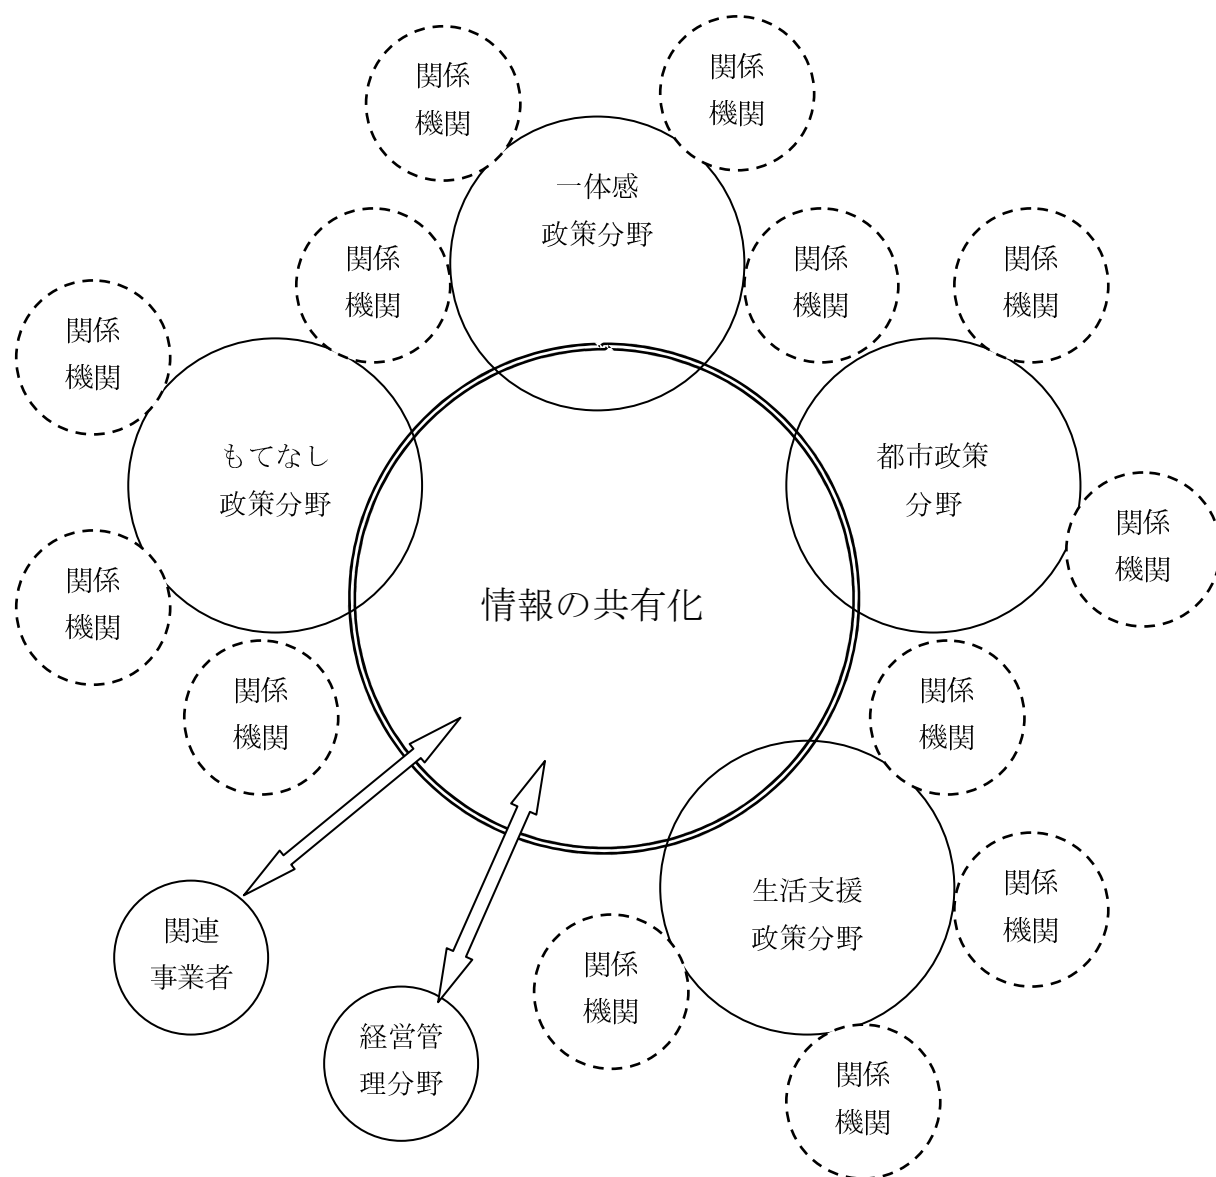 関係
機関
関係
機関
一体感
政策分野
関係
機関
関係
機関
関係
機関
関係
機関
もてなし
政策分野
都市政策
分野
関係
機関
関係
機関
情報の共有化
関係
機関
関係
機関
生活支援
政策分野
関係
機関
関連
事業者
関係
機関
経営管
理分野
関係
機関